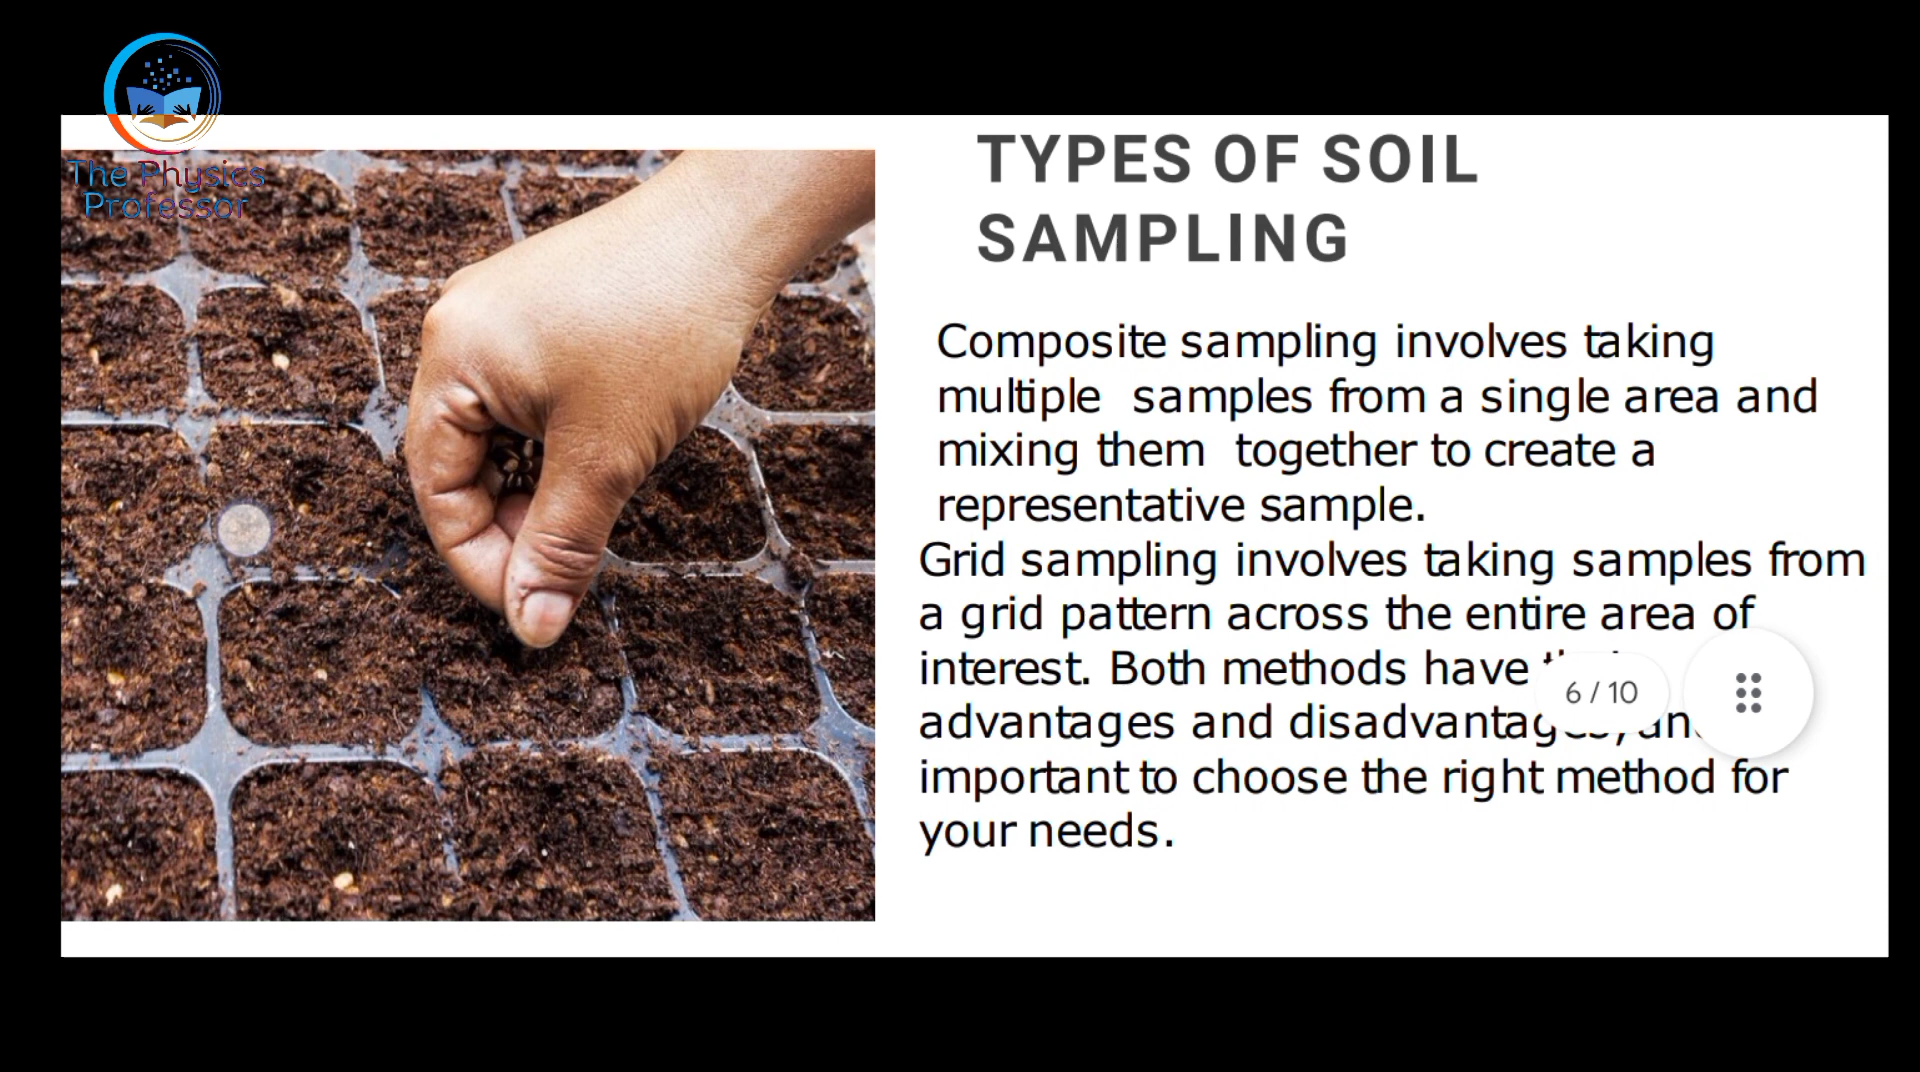 The Physics
Professor
TYPES OF SOIL
SAMPLING
Composite sampling involves taking
multiple samples from a single area and
mixing them together to create a
representative sample.
Grid sampling involves taking samples from
a grid pattern across the entire area of
interest. Both methods have
advantages and disadvantages, and
important to choose the right method for
your needs.
6 / 10